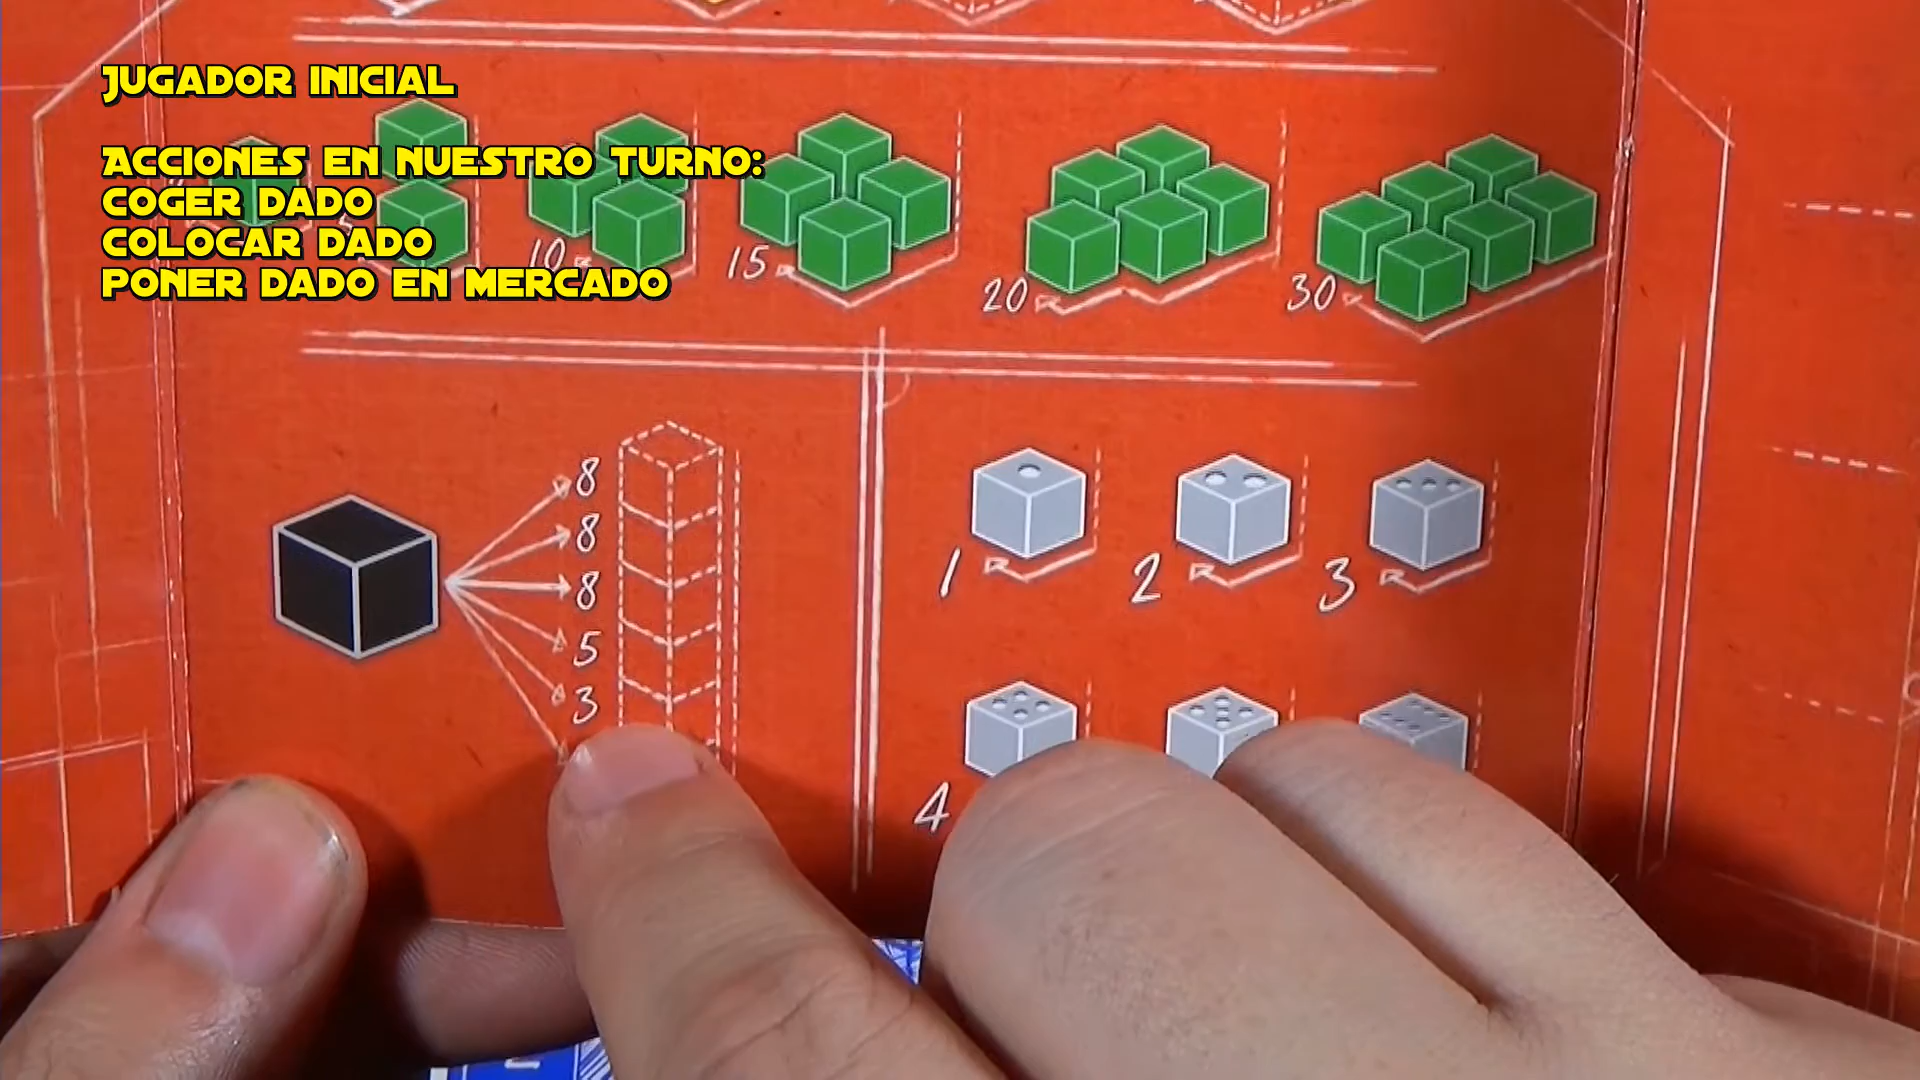 JUGADOR INICIAL
ACCIONES EN NUESTRO TURNO:
COGER DADO
COLOCAR DADO
PONER DADO EN MERCADO
10 15 20 30
8
8
8
5
3
1 2 3
4